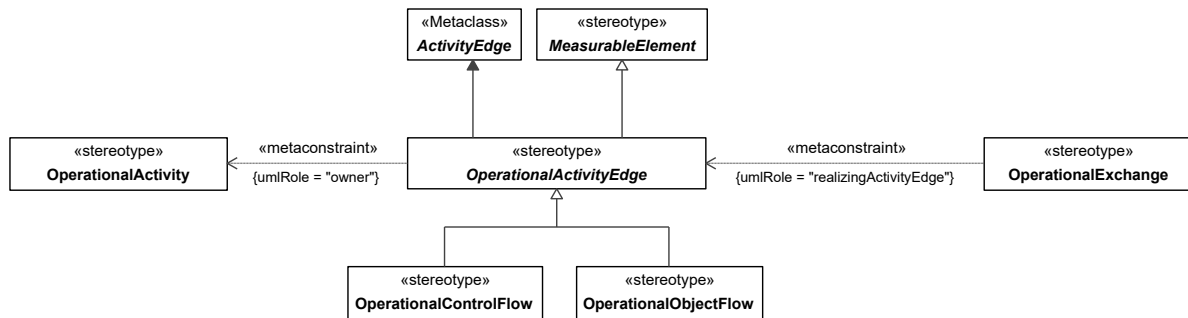 «Metaclass»
ActivityEdge
«stereotype»
MeasurableElement
«stereotype»
OperationalActivity
«metaconstraint»
{umlRole = "owner"}
«stereotype»
OperationalActivityEdge
«metaconstraint»
{umlRole = "realizingActivityEdge"}
«stereotype»
OperationalExchange
«stereotype»
OperationalControlFlow
«stereotype»
OperationalObjectFlow